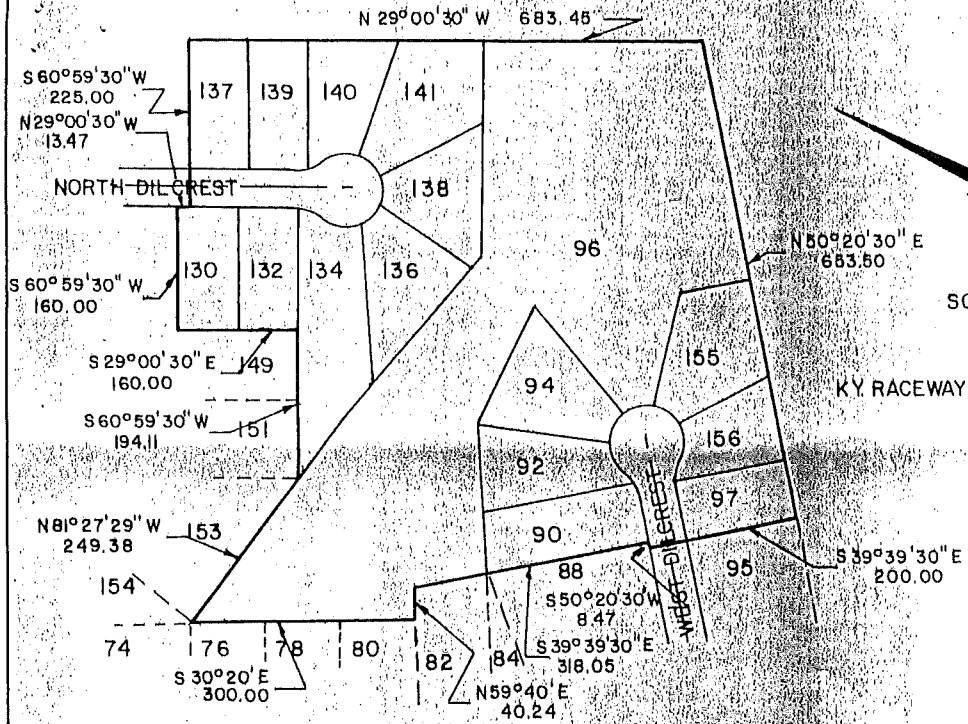 N 29°00'30" W 683.45'
S 60°59'30" W
225.00
N 29°00'30" W
13.47
137
139
140
141
NORTH DILCREST
138
96
130
132
134
136
N 50°20'30" E
683.50
S 60°59'30" W
160.00
SO
155
S 29°00'30" E
160.00
149
94
KY. RACEWAY
S 60°59'30" W
194.11
151
156
92
97
N 81°27'29" W
249.38
153
90
WEST DILCREST
S 39°39'30" E
200.00
154
88
95
S 50°20'30" W
8.47
74
76
78
80
82
84
S 39°39'30" E
318.05
S 30°20' E
300.00
N 59°40' E
40.24